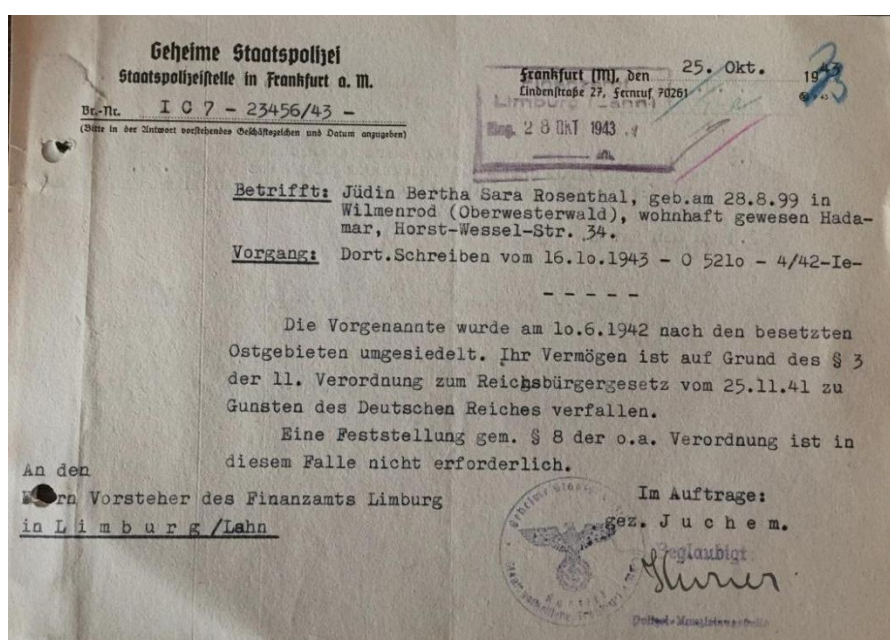 Geheime Staatspolizei
Staatspolizeistelle in Frankfurt a. M.
Br.-Nr. I C 7 - 23456/43 -
(Bitte in der Antwort vorstehendes Geschäftszeichen und Datum angugeben)
Frankfurt (M), den 25. Okt. 1943
Lindenstraße 27, Fernruf 70261
Limburg (Lahn)
Eing. 28 OKT 1943
Betrifft: Jüdin Bertha Sara Rosenthal, geb.am 28.8.99 in
Wilmenrod (Oberwesterwald), wohnhaft gewesen Hada-
mar, Horst-Wessel-Str. 34.
Vorgang: Dort.Schreiben vom 16.1o.1943 - O 521o - 4/42-Ie-
- - - - -
Die Vorgenannte wurde am 1o.6.1942 nach den besetzten
Ostgebieten umgesiedelt. Ihr Vermögen ist auf Grund des § 3
der 11. Verordnung zum Reichsbürgergesetz vom 25.11.41 zu
Gunsten des Deutschen Reiches verfallen.
Eine Feststellung gem. § 8 der o.a. Verordnung ist in
diesem Falle nicht erforderlich.
An den
Herrn Vorsteher des Finanzamts Limburg
in L i m b u r g /Lahn
Im Auftrage:
gez. J u c h e m.
Beglaubigt